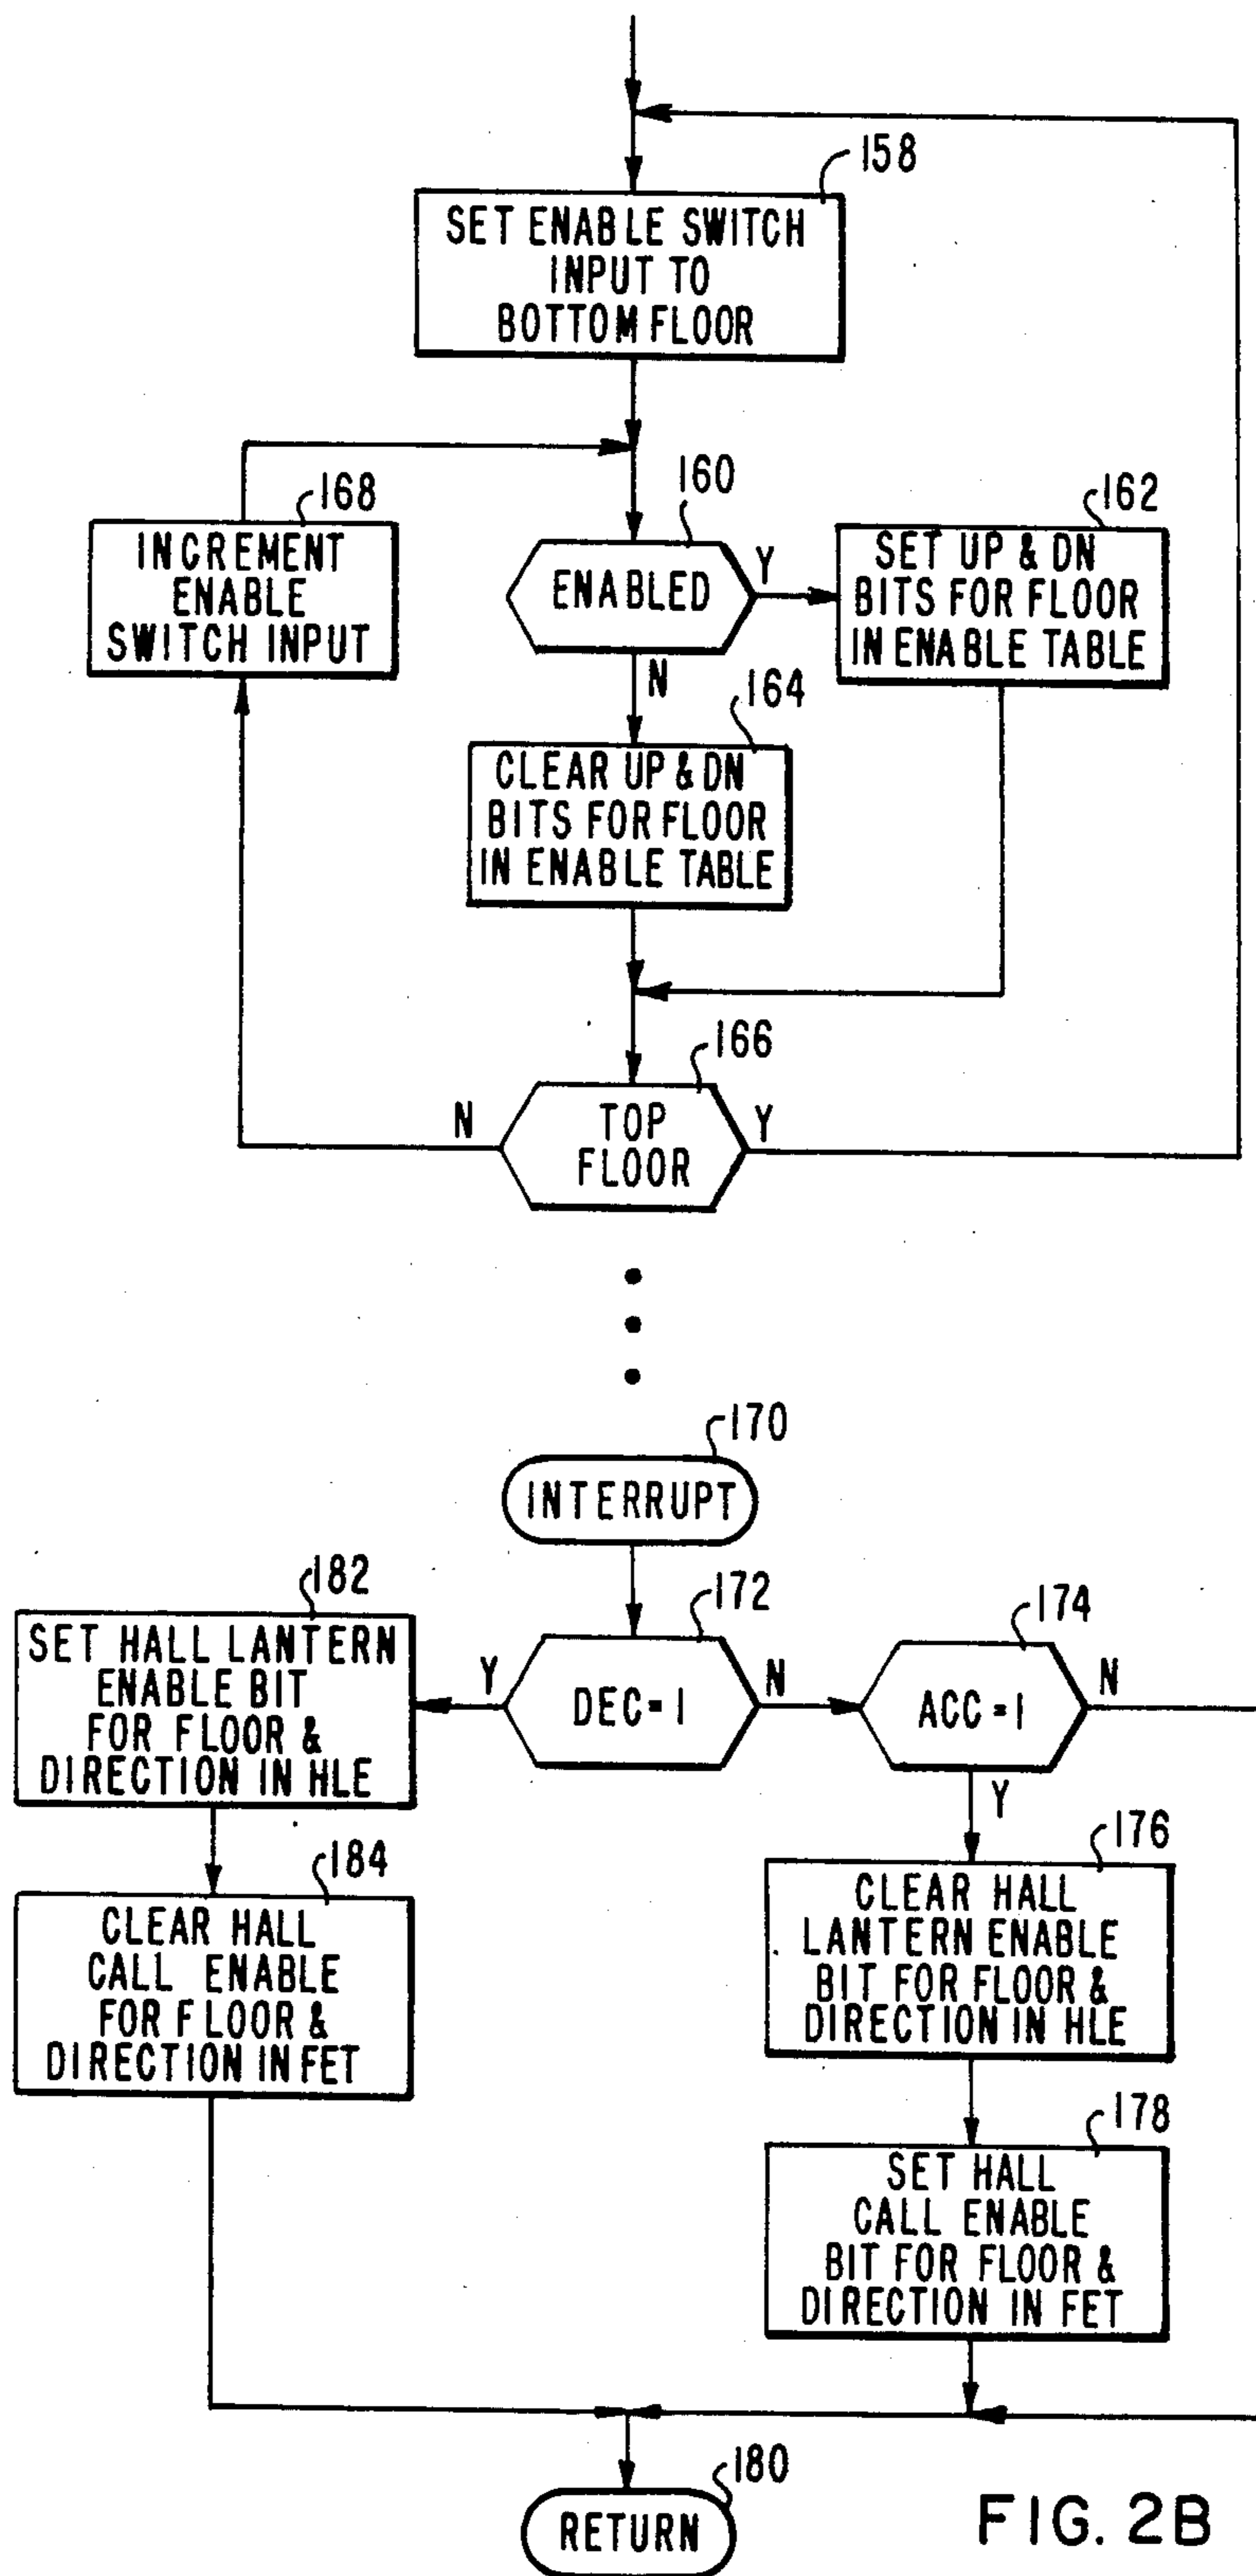 158
SET ENABLE SWITCH
INPUT TO
BOTTOM FLOOR
168
INCREMENT
ENABLE
SWITCH INPUT
160
ENABLED
Y
N
162
SET UP & DN
BITS FOR FLOOR
IN ENABLE TABLE
164
CLEAR UP & DN
BITS FOR FLOOR
IN ENABLE TABLE
166
N
TOP
FLOOR
Y
170
INTERRUPT
182
SET HALL LANTERN
ENABLE BIT
FOR FLOOR &
DIRECTION IN HLE
172
Y
DEC=1
N
174
ACC=1
N
Y
184
CLEAR HALL
CALL ENABLE
FOR FLOOR &
DIRECTION IN FET
176
CLEAR HALL
LANTERN ENABLE
BIT FOR FLOOR &
DIRECTION IN HLE
178
SET HALL
CALL ENABLE
BIT FOR FLOOR &
DIRECTION IN FET
180
RETURN
FIG. 2B